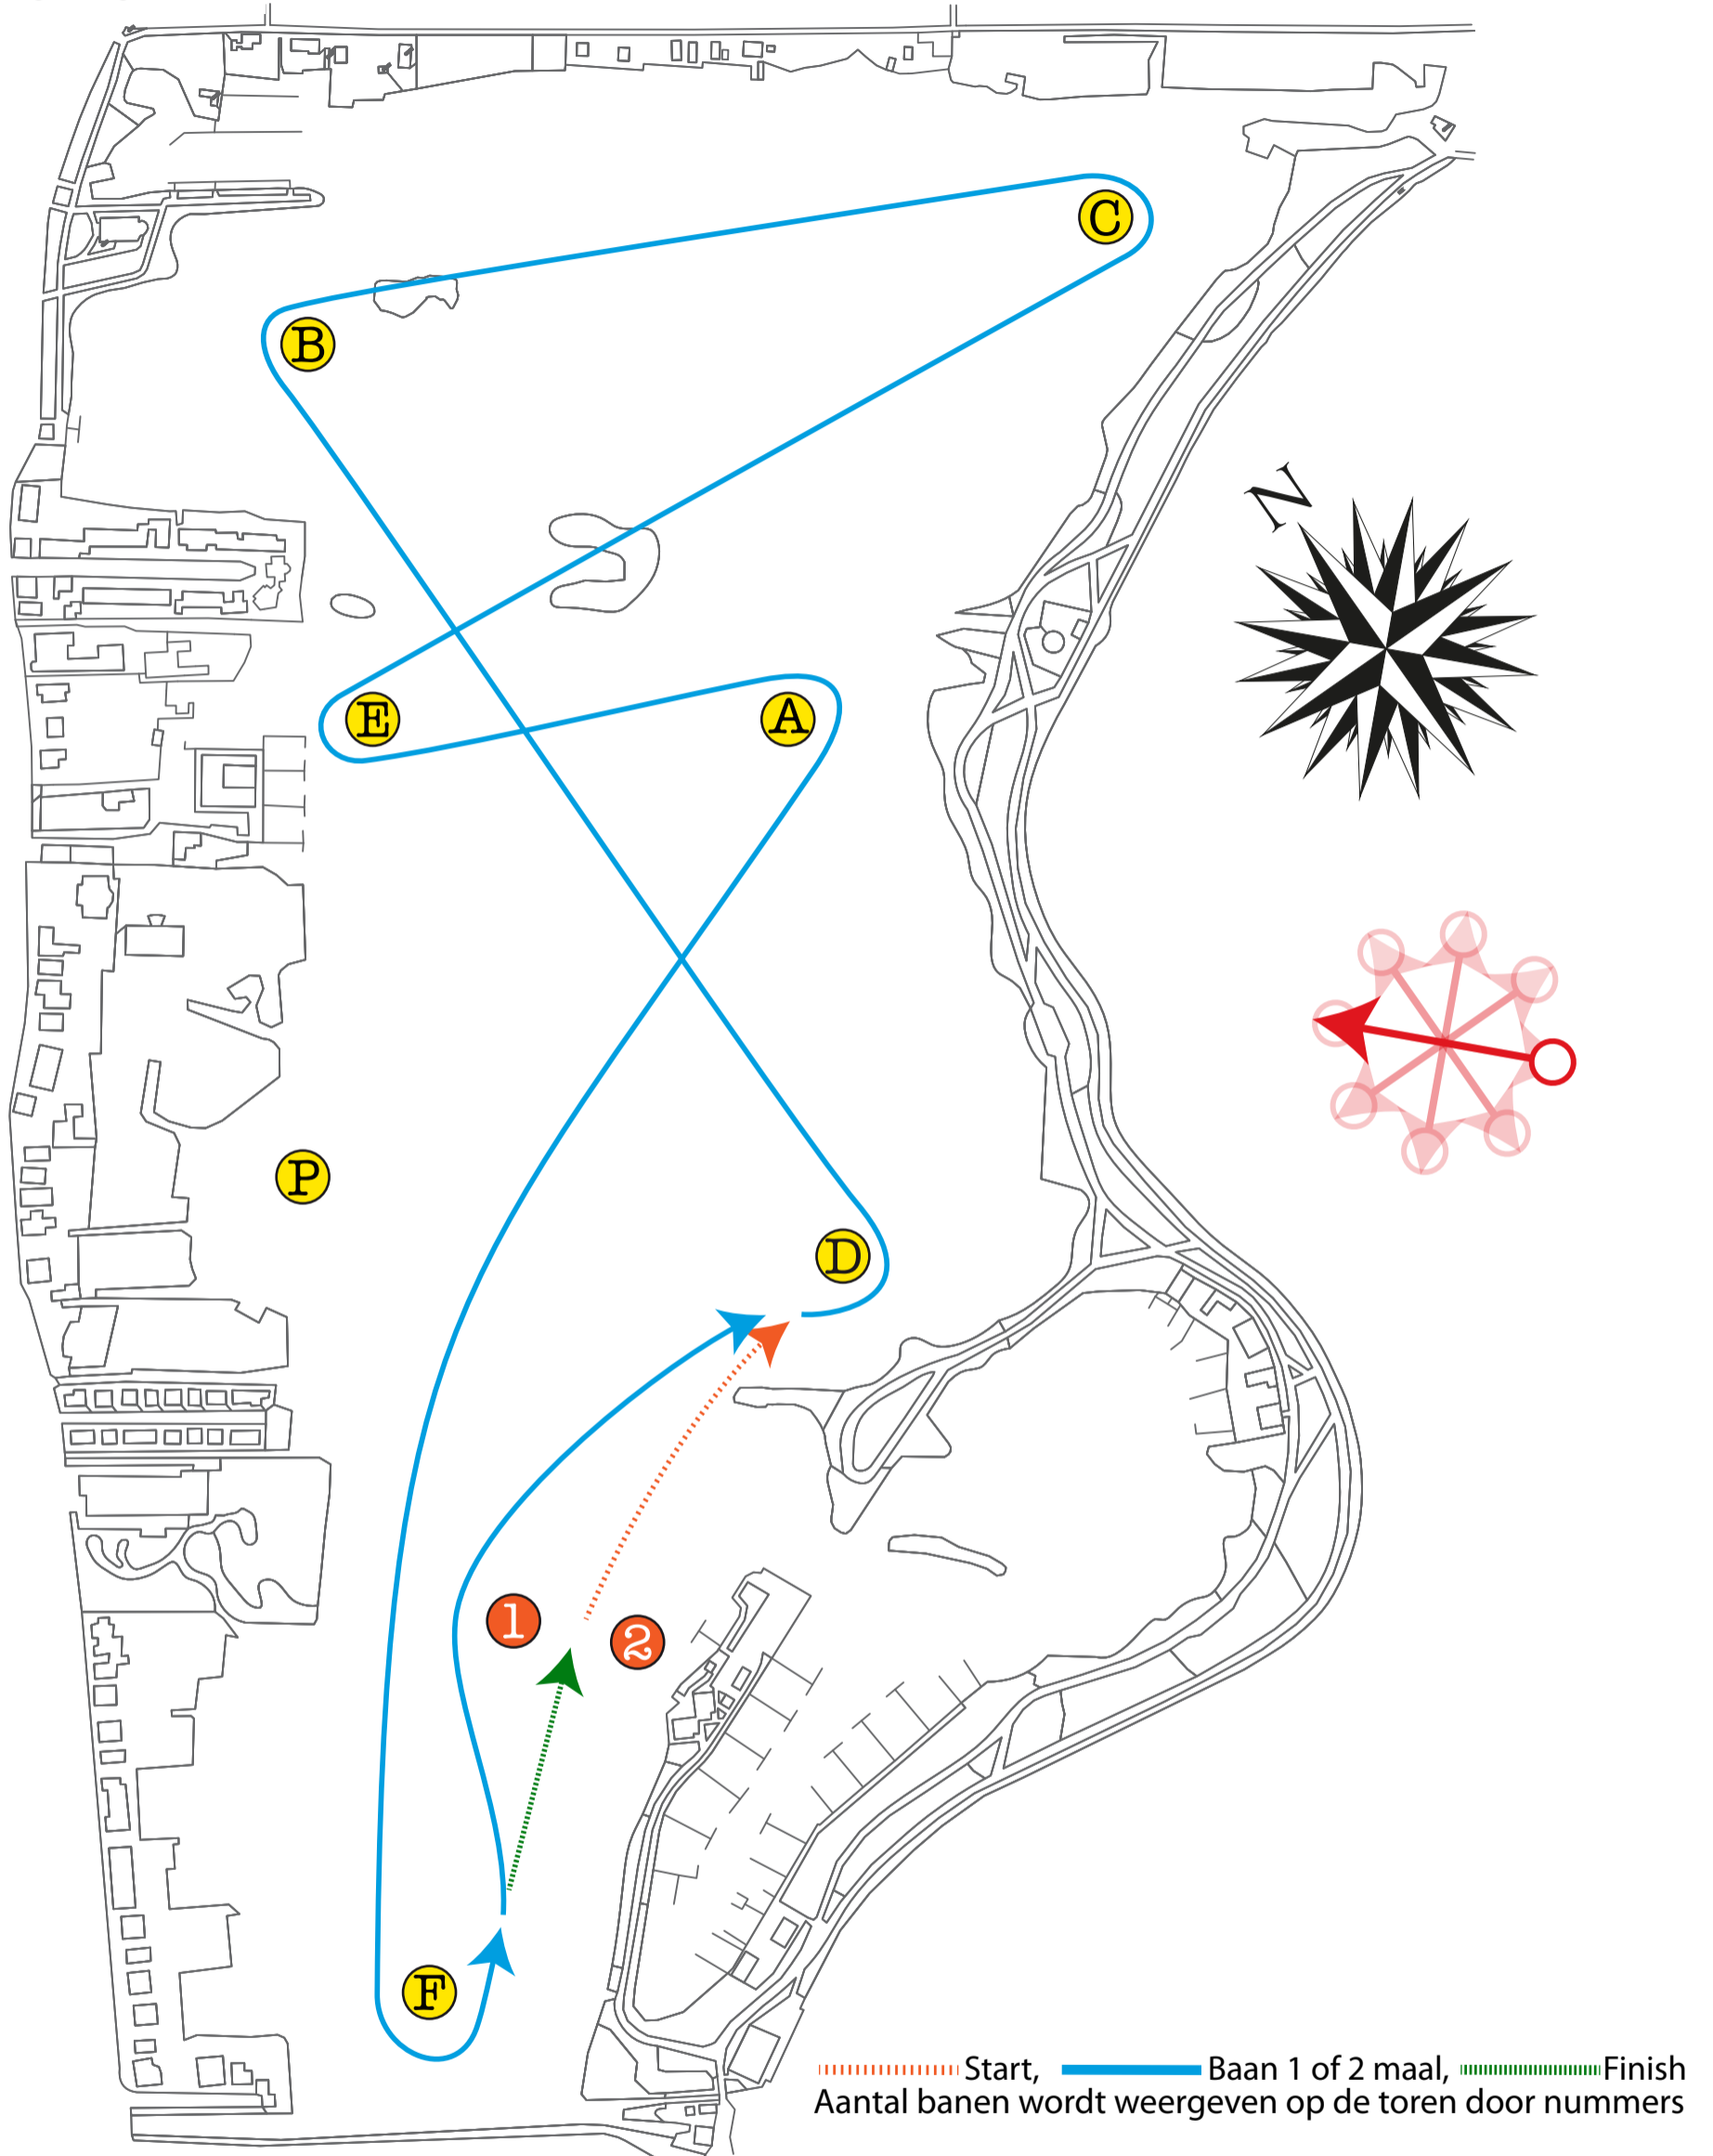 C
B
N
E
A
P
D
1
2
F
Start, Baan 1 of 2 maal, Finish
Aantal banen wordt weergeven op de toren door nummers